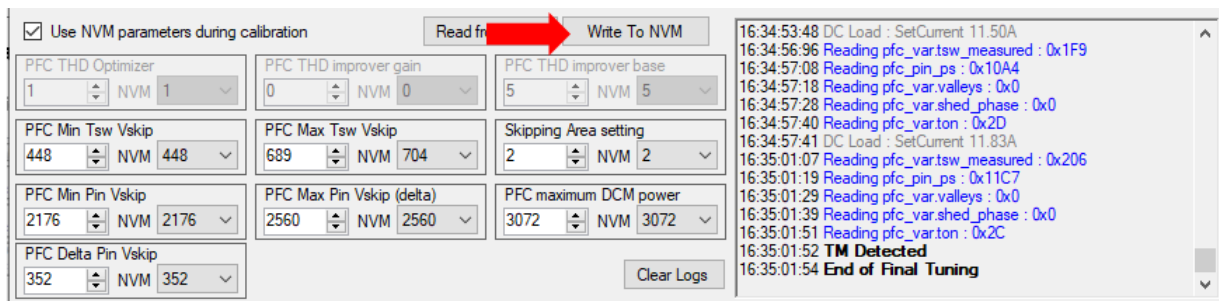 Use NVM parameters during calibration
Read fr
Write To NVM
PFC THD Optimizer
1 NVM 1
PFC THD improver gain
0 NVM 0
PFC THD improver base
5 NVM 5
PFC Min Tsw Vskip
448 NVM 448
PFC Max Tsw Vskip
689 NVM 704
Skipping Area setting
2 NVM 2
PFC Min Pin Vskip
2176 NVM 2176
PFC Max Pin Vskip (delta)
2560 NVM 2560
PFC maximum DCM power
3072 NVM 3072
PFC Delta Pin Vskip
352 NVM 352
Clear Logs
16:34:53:48 DC Load : SetCurrent 11.50A
16:34:56:96 Reading pfc_var.tsw_measured : 0x1F9
16:34:57:08 Reading pfc_pin_ps : 0x10A4
16:34:57:18 Reading pfc_var.valleys : 0x0
16:34:57:28 Reading pfc_var.shed_phase : 0x0
16:34:57:40 Reading pfc_var.ton : 0x2D
16:34:57:41 DC Load : SetCurrent 11.83A
16:35:01:07 Reading pfc_var.tsw_measured : 0x206
16:35:01:19 Reading pfc_pin_ps : 0x11C7
16:35:01:29 Reading pfc_var.valleys : 0x0
16:35:01:39 Reading pfc_var.shed_phase : 0x0
16:35:01:51 Reading pfc_var.ton : 0x2C
16:35:01:52 TM Detected
16:35:01:54 End of Final Tuning